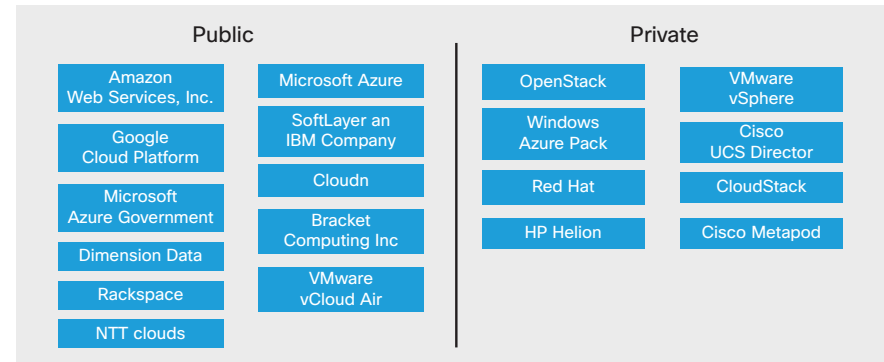 Public
Amazon
Web Services, Inc.
Google
Cloud Platform
Microsoft
Azure Government
Dimension Data
Rackspace
NTT clouds
Microsoft Azure
SoftLayer an
IBM Company
Cloudn
Bracket
Computing Inc
VMware
vCloud Air
Private
OpenStack
Windows
Azure Pack
Red Hat
HP Helion
VMware
vSphere
Cisco
UCS Director
CloudStack
Cisco Metapod